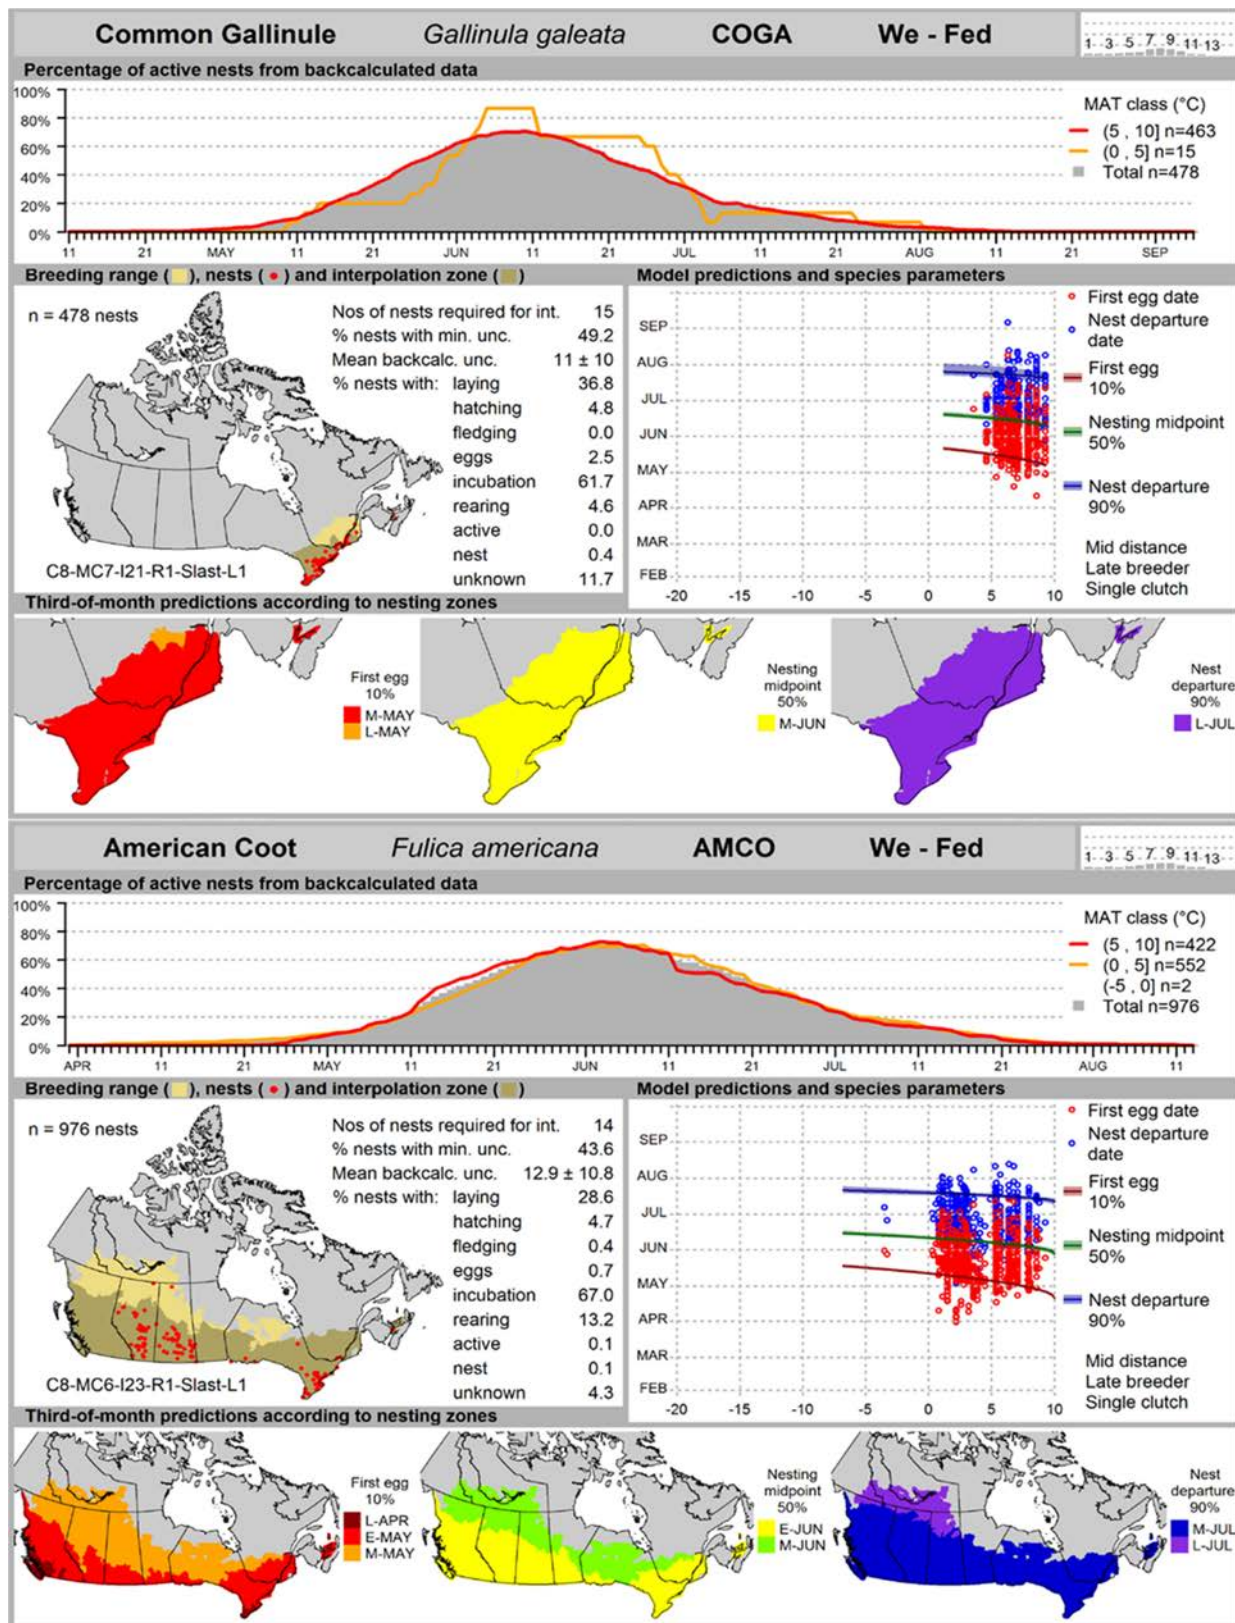 Common Gallinule Gallinula galeata COGA We - Fed
1 3 5 7 9 11 13
Percentage of active nests from backcalculated data
100%
80%
60%
40%
20%
0%
11 21 MAY 11 21 JUN 11 21 JUL 11 21 AUG 11 21 SEP
MAT class (°C)
(5 , 10] n=463
(0 , 5] n=15
Total n=478
Breeding range ( ), nests ( ) and interpolation zone ( )
n = 478 nests
Nos of nests required for int. 15
% nests with min. unc. 49.2
Mean backcalc. unc. 11 ± 10
% nests with: laying 36.8
hatching 4.8
fledging 0.0
eggs 2.5
incubation 61.7
rearing 4.6
active 0.0
nest 0.4
unknown 11.7
C8-MC7-I21-R1-Slast-L1
Model predictions and species parameters
SEP
AUG
JUL
JUN
MAY
APR
MAR
FEB
-20 -15 -10 -5 0 5 10
First egg date
Nest departure
date
First egg
10%
Nesting midpoint
50%
Nest departure
90%
Mid distance
Late breeder
Single clutch
Third-of-month predictions according to nesting zones
First egg
10%
M-MAY
L-MAY
Nesting
midpoint
50%
M-JUN
Nest
departure
90%
L-JUL
American Coot Fulica americana AMCO We - Fed
1 3 5 7 9 11 13
Percentage of active nests from backcalculated data
100%
80%
60%
40%
20%
0%
APR 11 21 MAY 11 21 JUN 11 21 JUL 11 21 AUG 11
MAT class (°C)
(5 , 10] n=422
(0 , 5] n=552
(-5 , 0] n=2
Total n=976
Breeding range ( ), nests ( ) and interpolation zone ( )
n = 976 nests
Nos of nests required for int. 14
% nests with min. unc. 43.6
Mean backcalc. unc. 12.9 ± 10.8
% nests with: laying 28.6
hatching 4.7
fledging 0.4
eggs 0.7
incubation 67.0
rearing 13.2
active 0.1
nest 0.1
unknown 4.3
C8-MC6-I23-R1-Slast-L1
Model predictions and species parameters
SEP
AUG
JUL
JUN
MAY
APR
MAR
FEB
-20 -15 -10 -5 0 5 10
First egg date
Nest departure
date
First egg
10%
Nesting midpoint
50%
Nest departure
90%
Mid distance
Late breeder
Single clutch
Third-of-month predictions according to nesting zones
First egg
10%
L-APR
E-MAY
M-MAY
Nesting
midpoint
50%
E-JUN
M-JUN
Nest
departure
90%
M-JUL
L-JUL